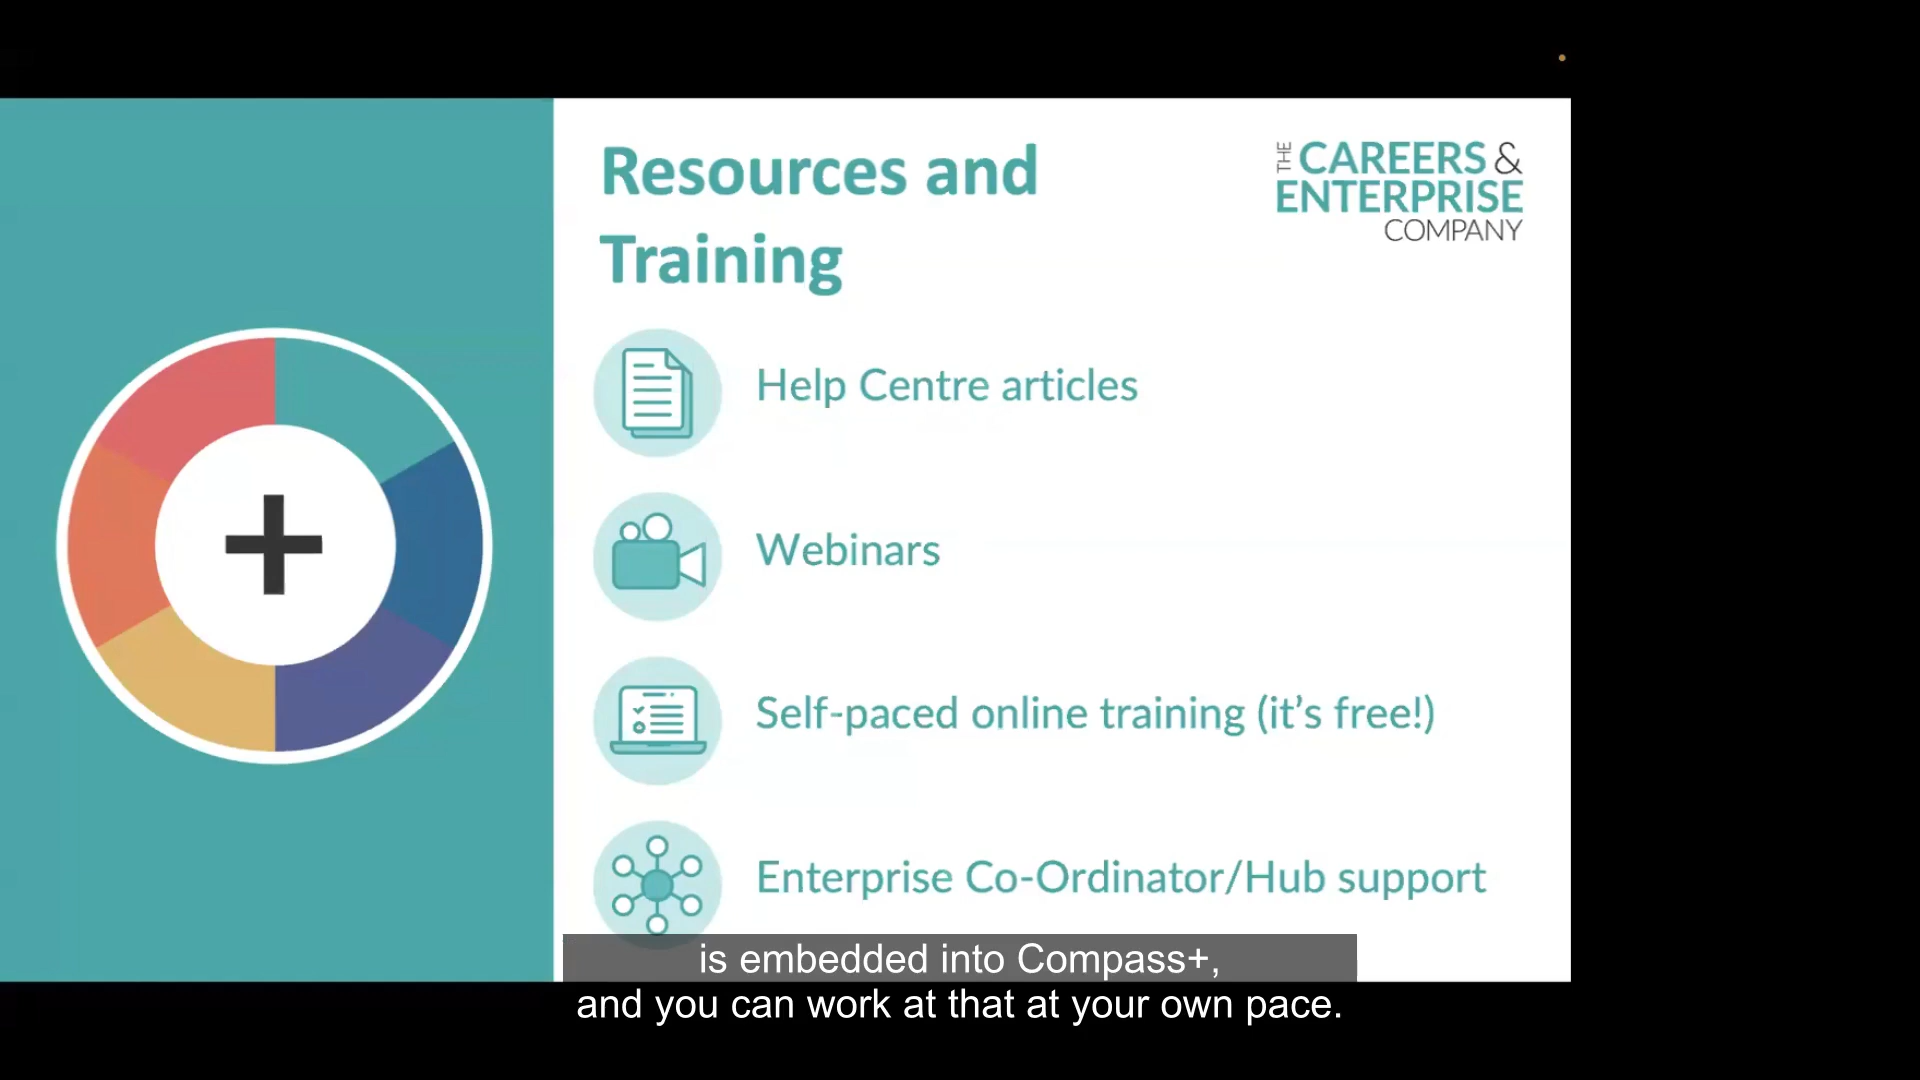 Resources and
Training
THE CAREERS &
ENTERPRISE
COMPANY
Help Centre articles
Webinars
Self-paced online training (it's free!)
Enterprise Co-Ordinator/Hub support
is embedded into Compass+,
and you can work at that at your own pace.